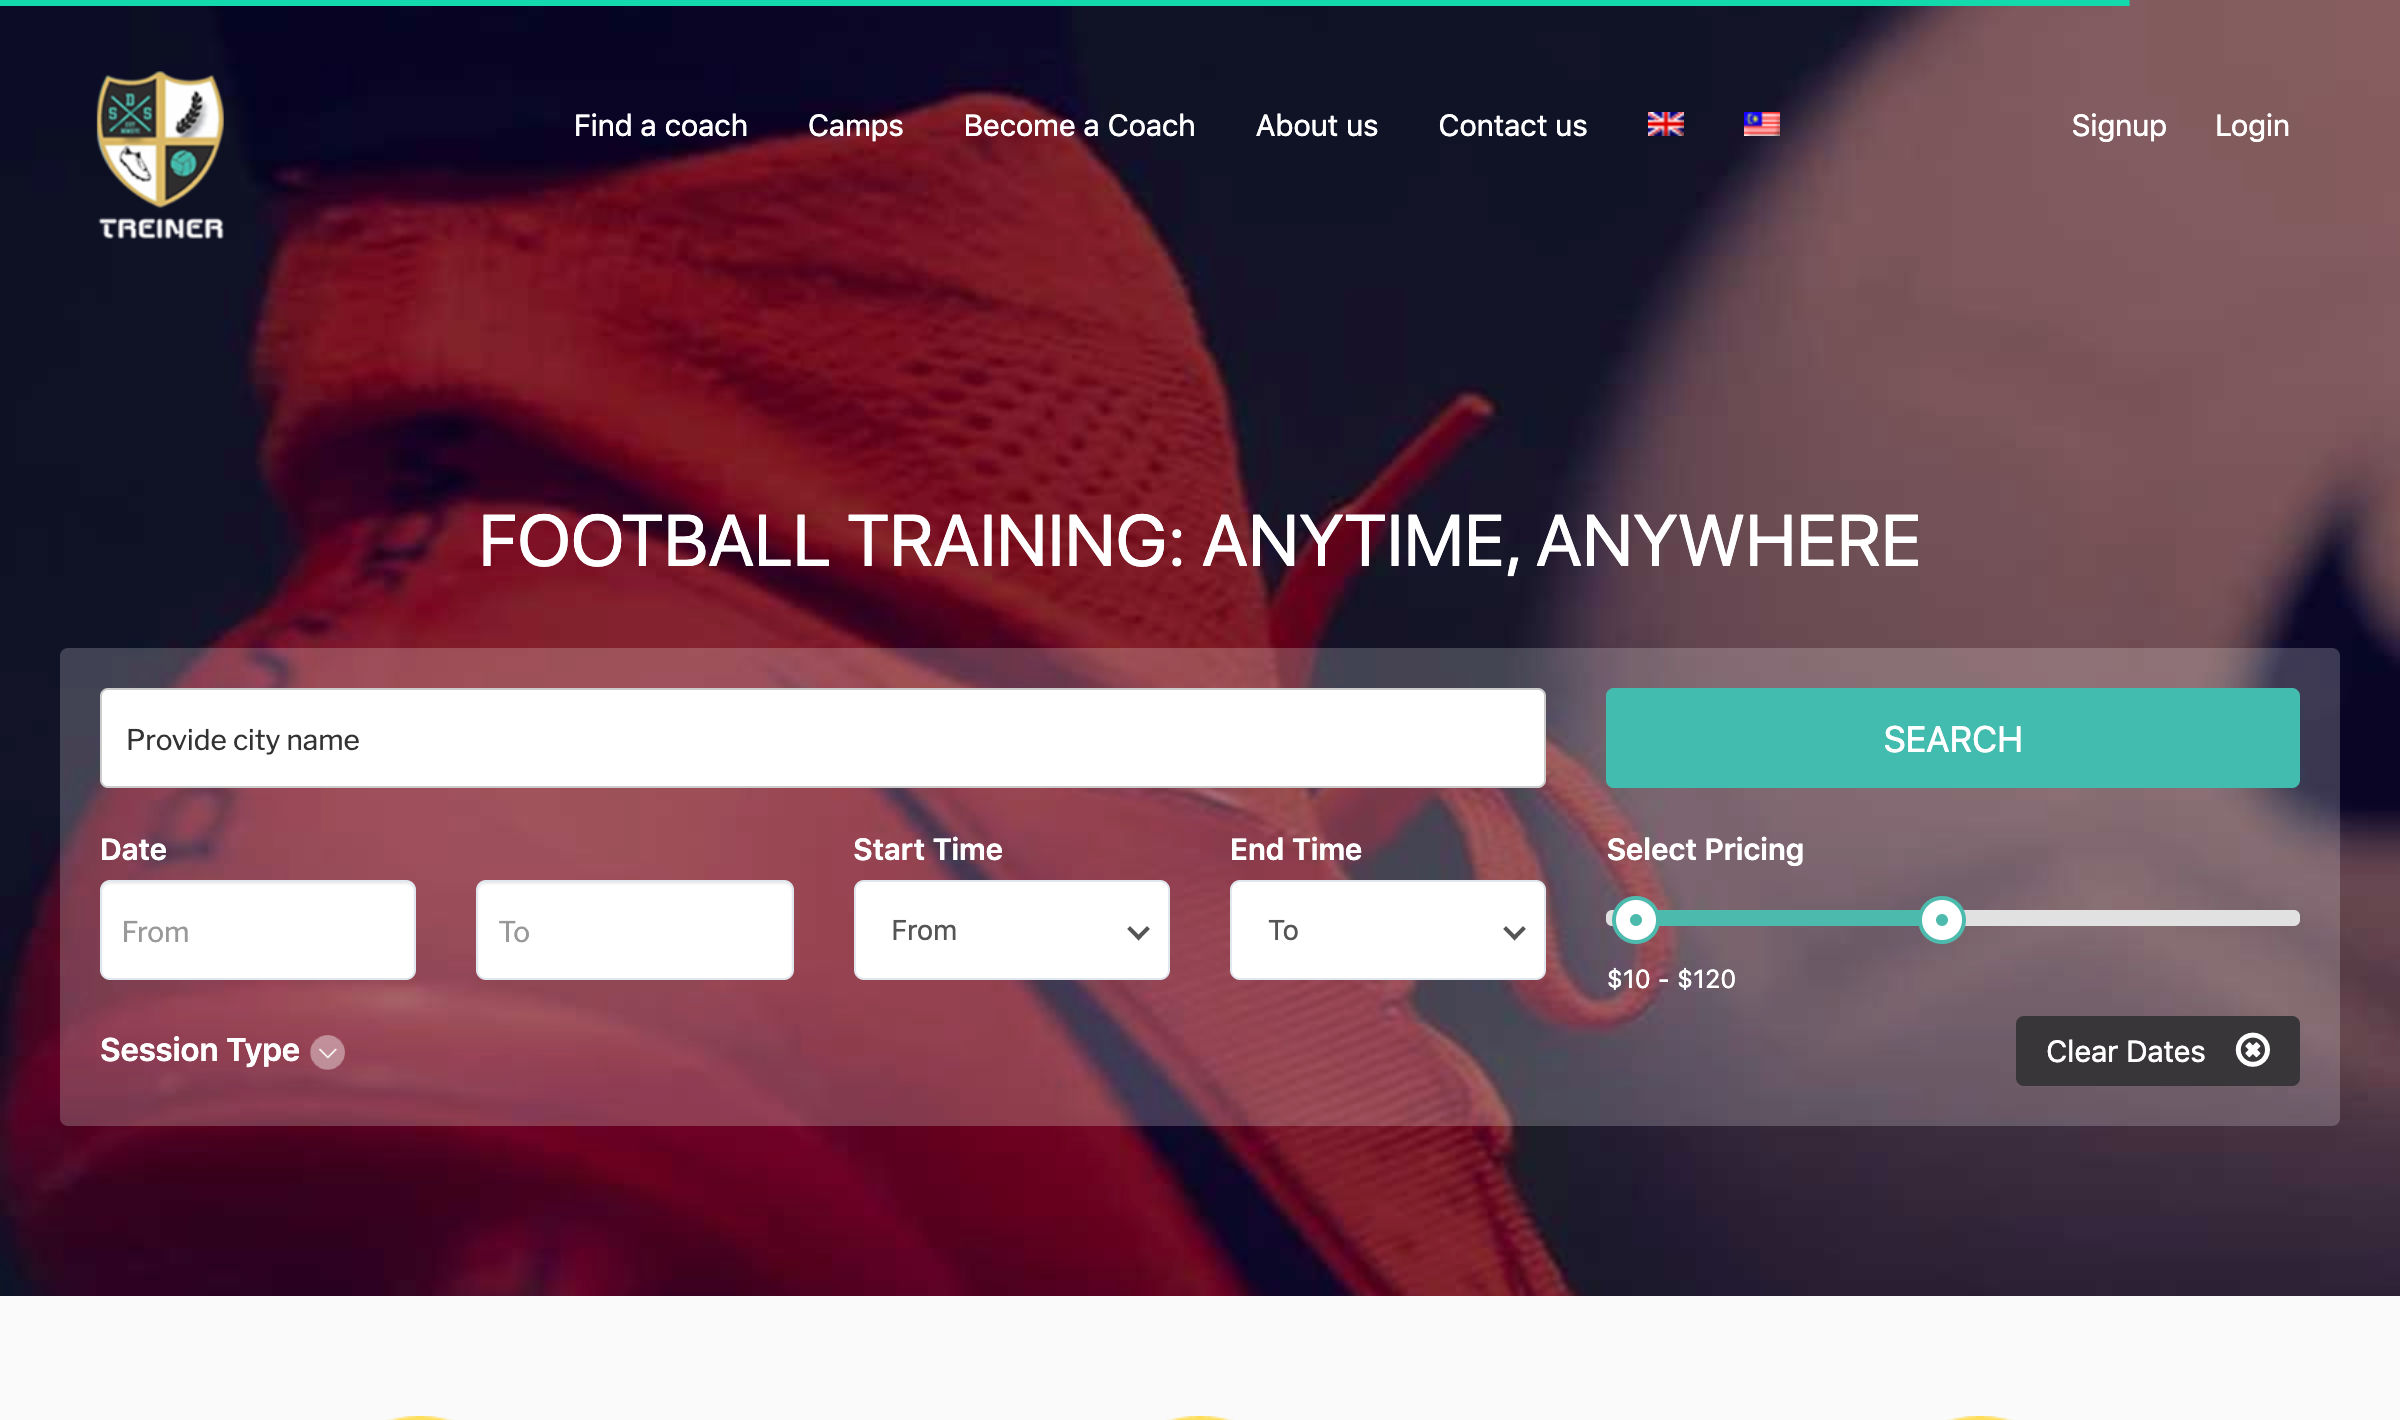 D
S S
TREINER
Find a coach
Camps
Become a Coach
About us
Contact us
Signup
Login
FOOTBALL TRAINING: ANYTIME, ANYWHERE
Provide city name
SEARCH
Date
Start Time
End Time
Select Pricing
From
To
From
To
$10 - $120
Session Type
Clear Dates